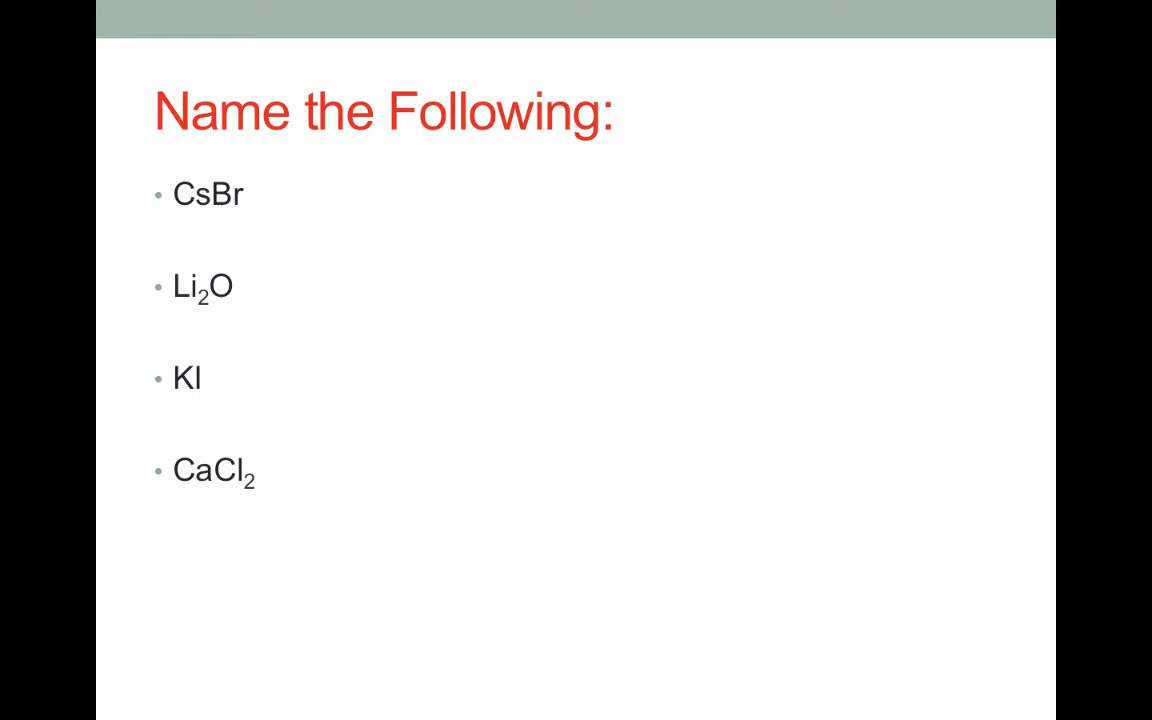 Name the Following:
• CsBr
• Li₂O
• KI
• CaCl₂